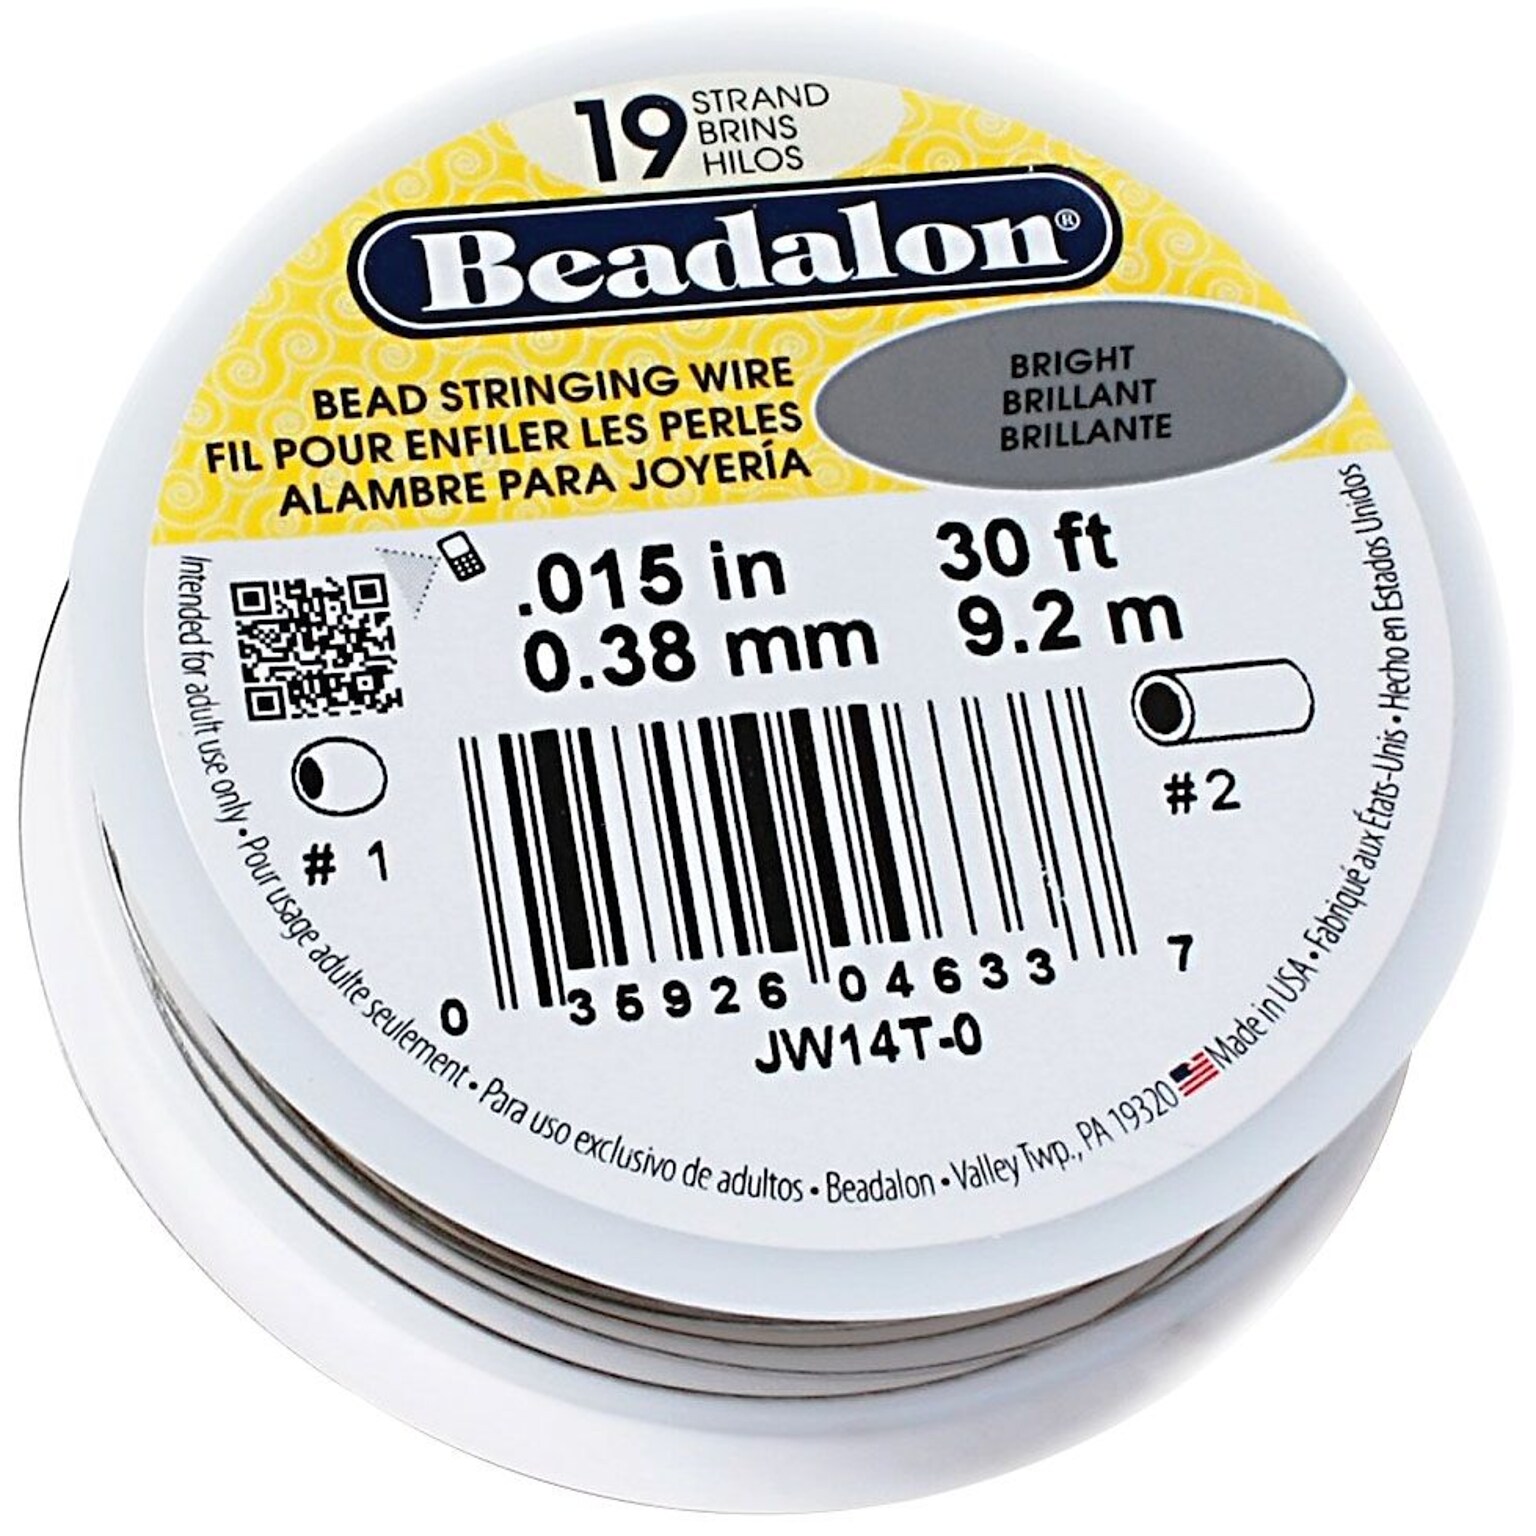 19 STRAND
BRINS
HILOS
Beadalon®
BEAD STRINGING WIRE
FIL POUR ENFILER LES PERLES
ALAMBRE PARA JOYERÍA
BRIGHT
BRILLANT
BRILLANTE
.015 in
0.38 mm
30 ft
9.2 m
# 1
#2
0 35926 04633 7
JW14T-0
Intended for adult use only • Pour usage adulte seulement • Para uso exclusivo de adultos • Beadalon • Valley Twp., PA 19320 Made in USA • Fabriqué aux États-Unis • Hecho en Estados Unidos